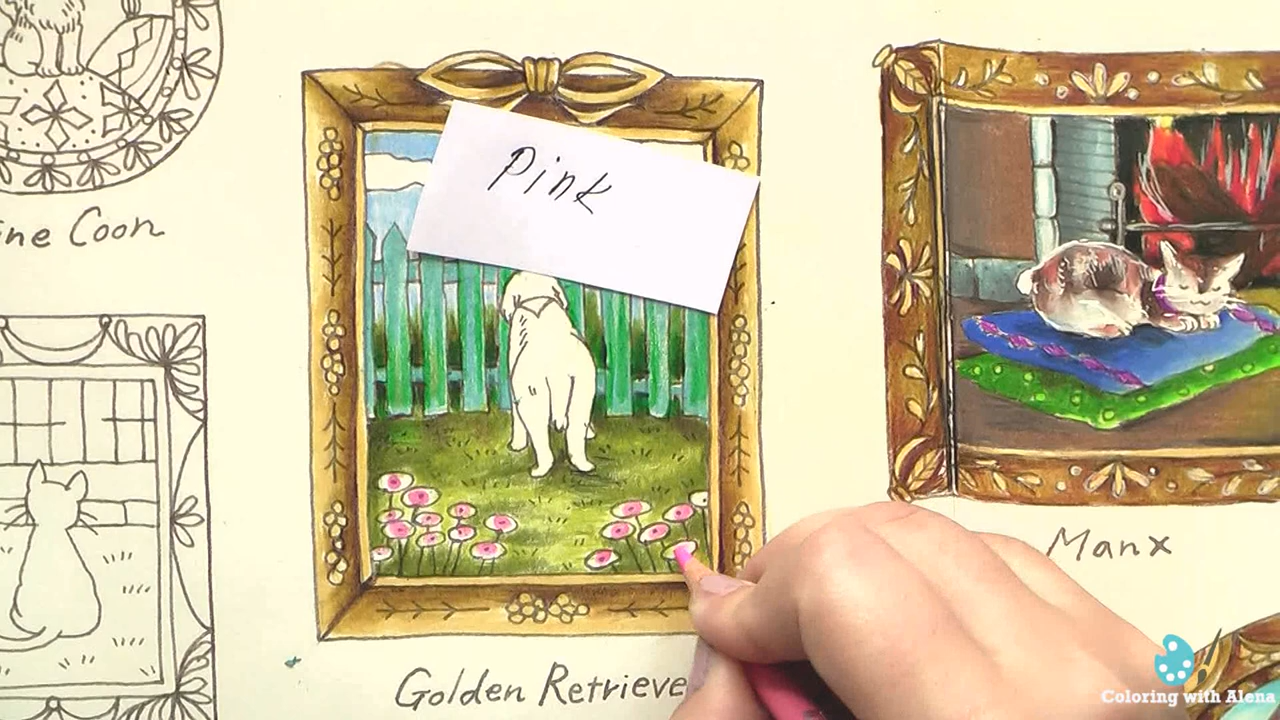 Pink
ine Coon
Manx
Golden Retrieve
Coloring with Alena